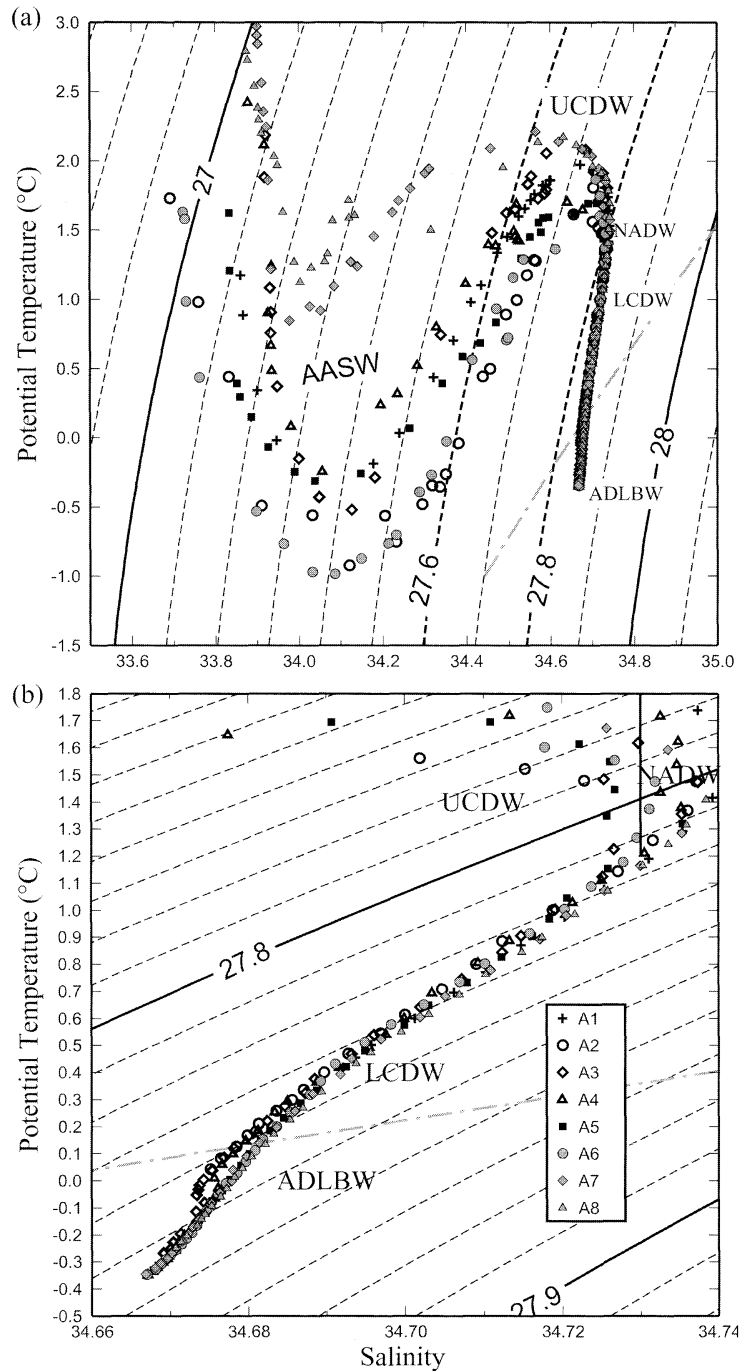 (a)
3.0
2.5
2.0
1.5
1.0
0.5
0.0
-0.5
-1.0
-1.5
Potential Temperature (°C)
27
UCDW
NADW
LCDW
AASW
ADLBW
27.6
27.8
28
33.6
33.8
34.0
34.2
34.4
34.6
34.8
35.0
(b)
1.8
1.7
1.6
1.5
1.4
1.3
1.2
1.1
1.0
0.9
0.8
0.7
0.6
0.5
0.4
0.3
0.2
0.1
0.0
-0.1
-0.2
-0.3
-0.4
-0.5
Potential Temperature (°C)
NADW
UCDW
27.8
LCDW
ADLBW
27.9
A1
A2
A3
A4
A5
A6
A7
A8
34.66
34.68
34.70
34.72
34.74
Salinity